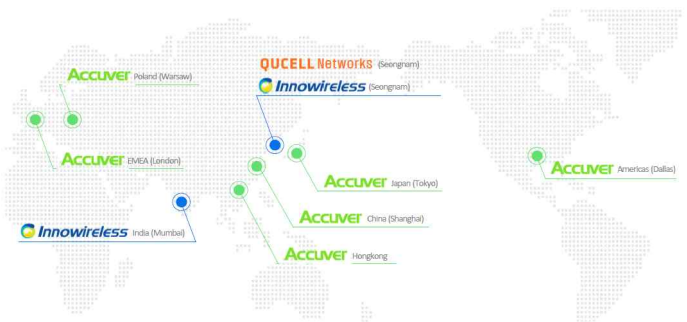 QUCELL Networks (Seongnam)
Accuver Poland (Warsaw)
Innowireless (Seongnam)
Accuver EMEA (London)
Accuver Americas (Dallas)
Accuver Japan (Tokyo)
Accuver China (Shanghai)
Innowireless India (Mumbai)
Accuver Hongkong